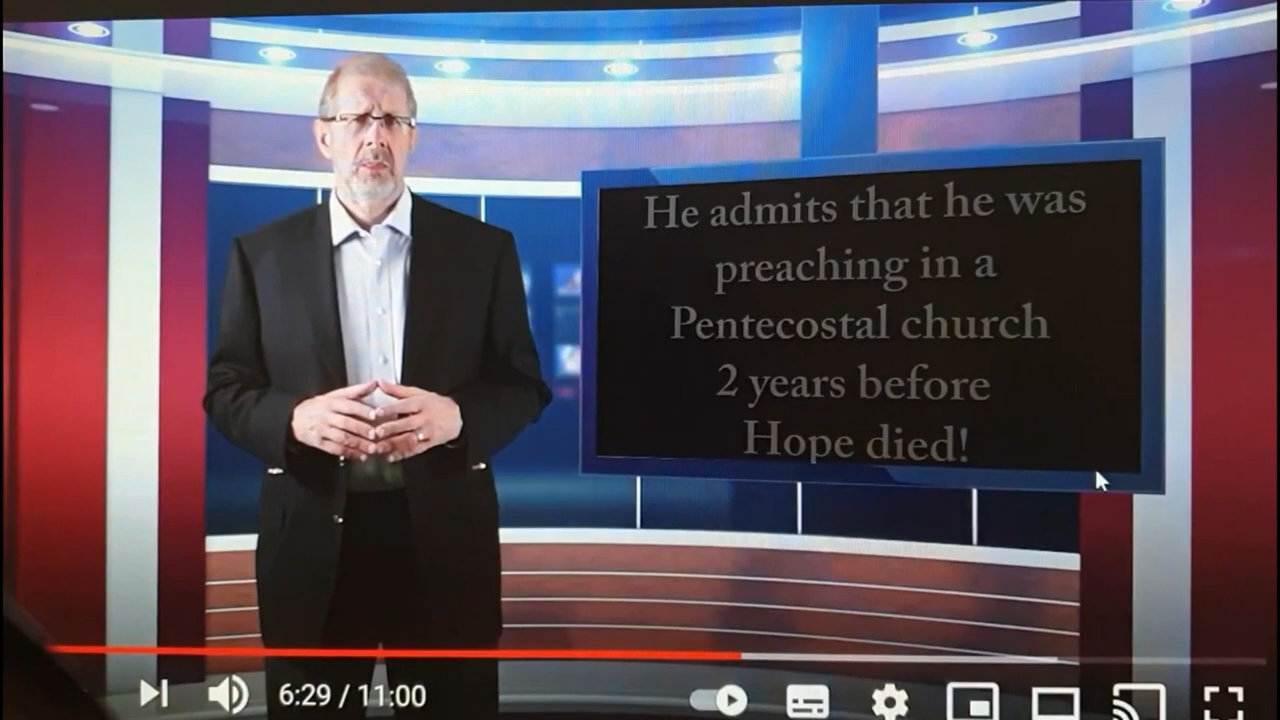 He admits that he was
preaching in a
Pentecostal church
2 years before
Hope died!
6:29 / 11:00